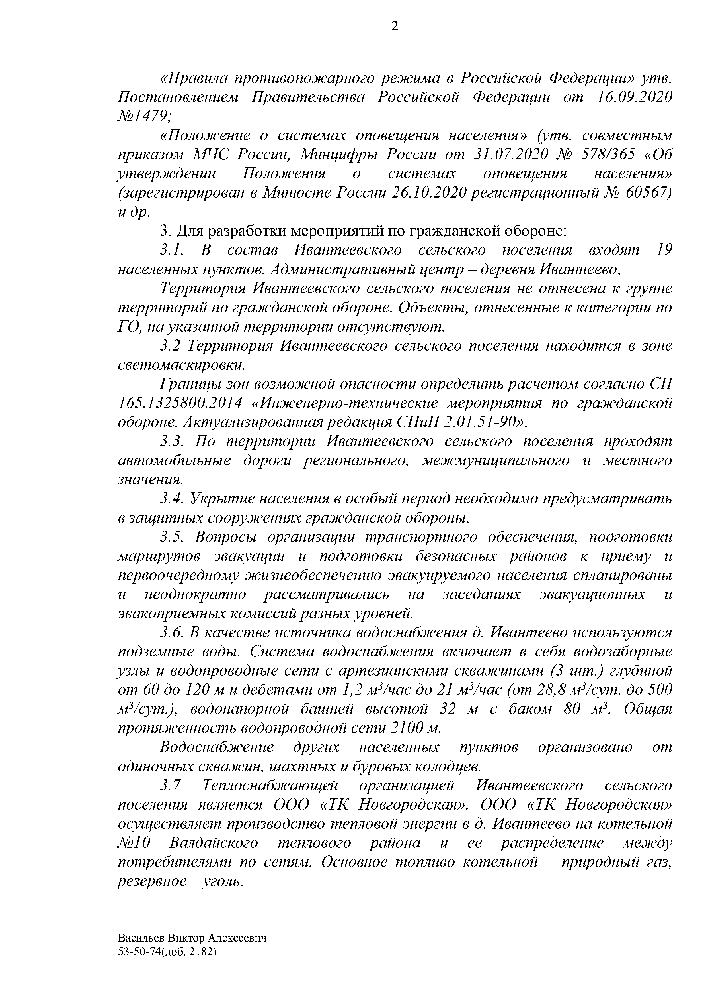 2
«Правила противопожарного режима в Российской Федерации» утв.
Постановлением Правительства Российской Федерации от 16.09.2020
№1479;
«Положение о системах оповещения населения» (утв. совместным
приказом МЧС России, Минцифры России от 31.07.2020 № 578/365 «Об
утверждении Положения о системах оповещения населения»
(зарегистрирован в Минюсте России 26.10.2020 регистрационный № 60567)
и др.
3. Для разработки мероприятий по гражданской обороне:
3.1. В состав Ивантеевского сельского поселения входят 19
населенных пунктов. Административный центр – деревня Ивантеево.
Территория Ивантеевского сельского поселения не отнесена к группе
территорий по гражданской обороне. Объекты, отнесенные к категории по
ГО, на указанной территории отсутствуют.
3.2 Территория Ивантеевского сельского поселения находится в зоне
светомаскировки.
Границы зон возможной опасности определить расчетом согласно СП
165.1325800.2014 «Инженерно-технические мероприятия по гражданской
обороне. Актуализированная редакция СНиП 2.01.51-90».
3.3. По территории Ивантеевского сельского поселения проходят
автомобильные дороги регионального, межмуниципального и местного
значения.
3.4. Укрытие населения в особый период необходимо предусматривать
в защитных сооружениях гражданской обороны.
3.5. Вопросы организации транспортного обеспечения, подготовки
маршрутов эвакуации и подготовки безопасных районов к приему и
первоочередному жизнеобеспечению эвакуируемого населения спланированы
и неоднократно рассматривались на заседаниях эвакуационных и
эвакоприемных комиссий разных уровней.
3.6. В качестве источника водоснабжения д. Ивантеево используются
подземные воды. Система водоснабжения включает в себя водозаборные
узлы и водопроводные сети с артезианскими скважинами (3 шт.) глубиной
от 60 до 120 м и дебетами от 1,2 м³/час до 21 м³/час (от 28,8 м³/сут. до 500
м³/сут.), водонапорной башней высотой 32 м с баком 80 м³. Общая
протяженность водопроводной сети 2100 м.
Водоснабжение других населенных пунктов организовано от
одиночных скважин, шахтных и буровых колодцев.
3.7 Теплоснабжающей организацией Ивантеевского сельского
поселения является ООО «ТК Новгородская». ООО «ТК Новгородская»
осуществляет производство тепловой энергии в д. Ивантеево на котельной
№10 Валдайского теплового района и ее распределение между
потребителями по сетям. Основное топливо котельной – природный газ,
резервное – уголь.
Васильев Виктор Алексеевич
53-50-74(доб. 2182)